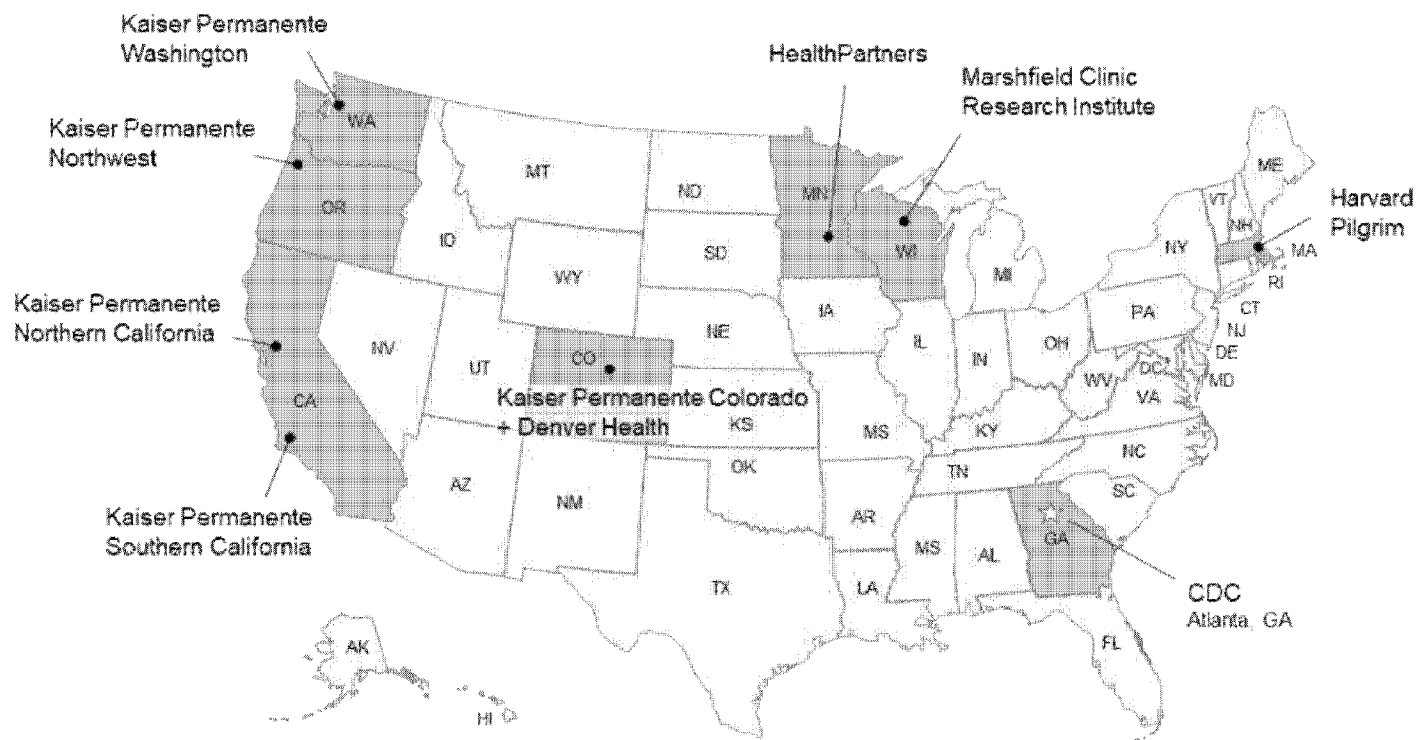 Kaiser Permanente
Washington
HealthPartners
Marshfield Clinic
Research Institute
Kaiser Permanente
Northwest
Harvard
Pilgrim
Kaiser Permanente
Northern California
Kaiser Permanente Colorado
+ Denver Health
Kaiser Permanente
Southern California
CDC
Atlanta, GA
WA
OR
CA
ID
NV
MT
WY
UT
AZ
CO
NM
ND
SD
NE
KS
OK
TX
MN
IA
MS
AR
LA
WI
IL
MI
IN
OH
KY
TN
MS
AL
GA
FL
SC
NC
VA
WV
DC
MD
DE
NJ
PA
NY
CT
RI
MA
VT
NH
ME
AK
HI